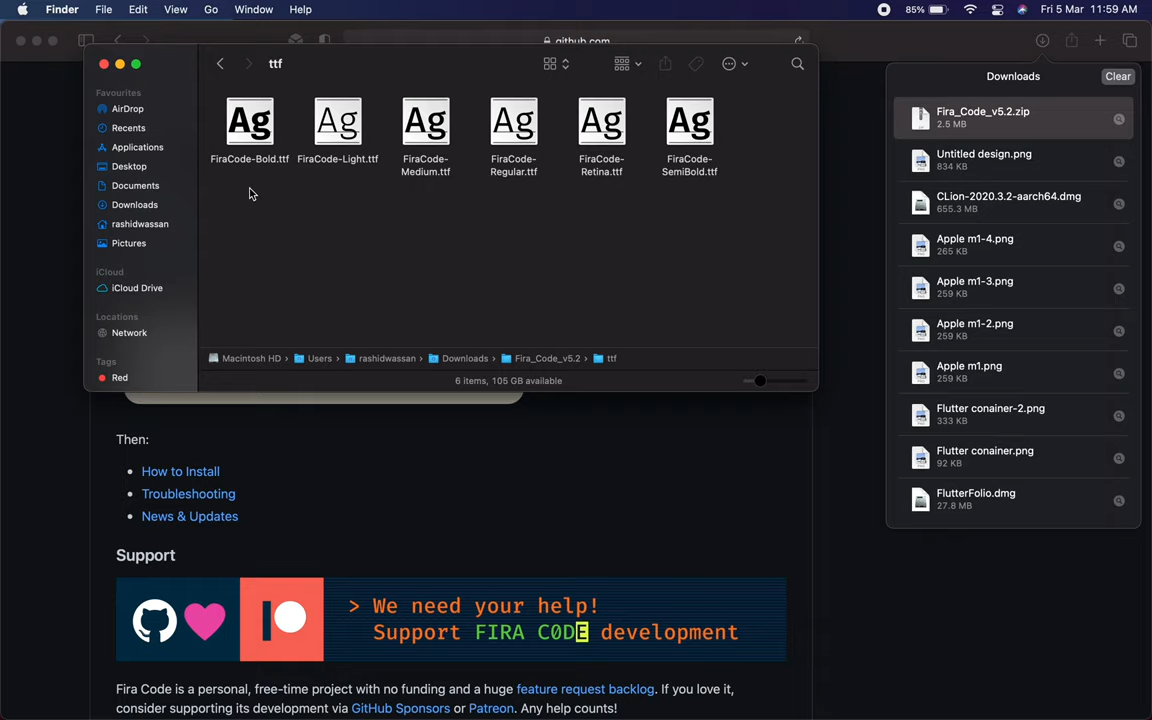 Finder File Edit View Go Window Help 85% Fri 5 Mar 11:59 AM
github.com
ttf
Favourites
AirDrop
Recents
Applications
Desktop
Documents
Downloads
rashidwassan
Pictures
iCloud
iCloud Drive
Locations
Network
Tags
Red
Ag Ag Ag Ag Ag Ag
FiraCode-Bold.ttf FiraCode-Light.ttf FiraCode- FiraCode- FiraCode- FiraCode-
Medium.ttf Regular.ttf Retina.ttf SemiBold.ttf
Macintosh HD › Users › rashidwassan › Downloads › Fira_Code_v5.2 › ttf
6 items, 105 GB available
Downloads Clear
Fira_Code_v5.2.zip
2.5 MB
Untitled design.png
834 KB
CLion-2020.3.2-aarch64.dmg
655.3 MB
Apple m1-4.png
265 KB
Apple m1-3.png
259 KB
Apple m1-2.png
259 KB
Apple m1.png
259 KB
Flutter conainer-2.png
333 KB
Flutter conainer.png
92 KB
FlutterFolio.dmg
27.8 MB
Then:
How to Install
Troubleshooting
News & Updates
Support
> We need your help!
Support FIRA C0DE development
Fira Code is a personal, free-time project with no funding and a huge feature request backlog. If you love it,
consider supporting its development via GitHub Sponsors or Patreon. Any help counts!